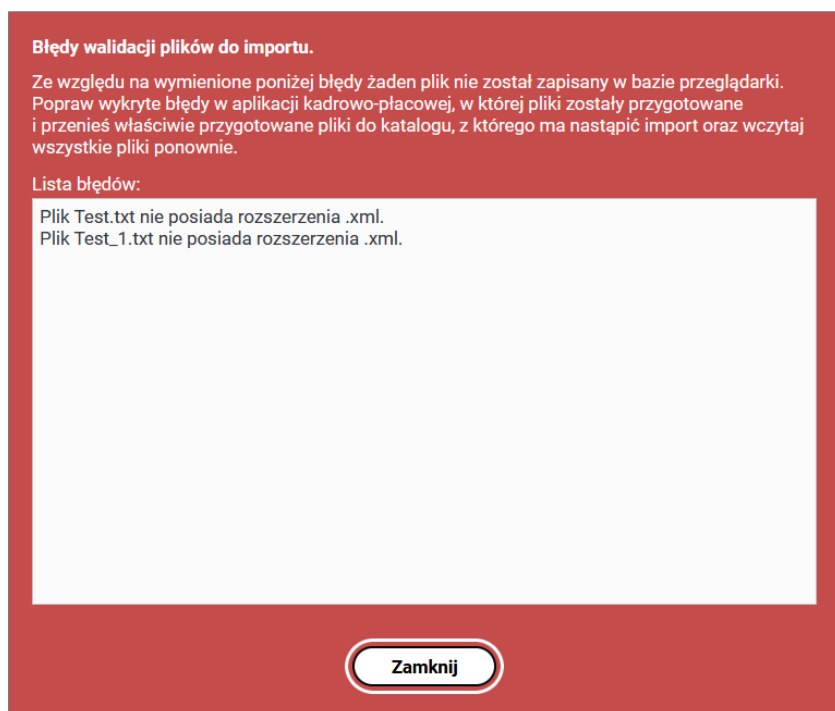 Błędy walidacji plików do importu.
Ze względu na wymienione poniżej błędy żaden plik nie został zapisany w bazie przeglądarki.
Popraw wykryte błędy w aplikacji kadrowo-płacowej, w której pliki zostały przygotowane
i przenieś właściwie przygotowane pliki do katalogu, z którego ma nastąpić import oraz wczytaj
wszystkie pliki ponownie.
Lista błędów:
Plik Test.txt nie posiada rozszerzenia .xml.
Plik Test_1.txt nie posiada rozszerzenia .xml.
Zamknij